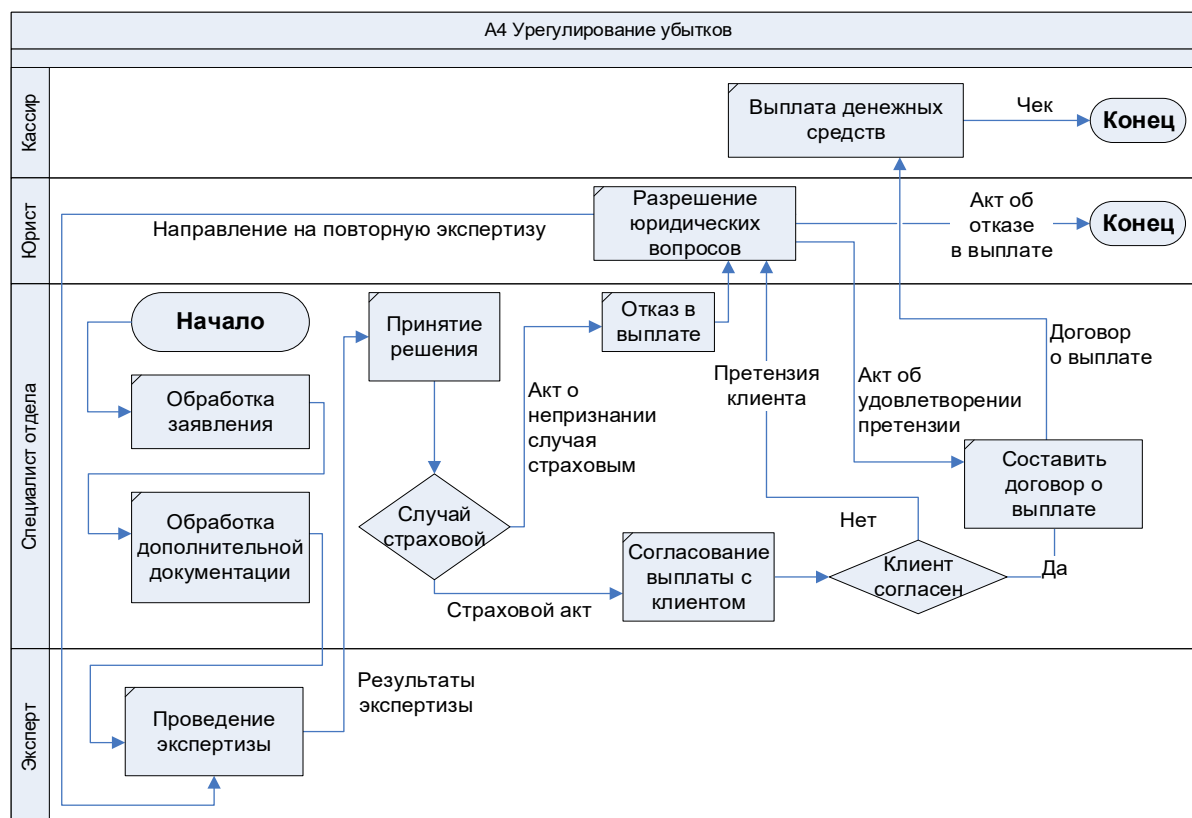 А4 Урегулирование убытков
Кассир
Выплата денежных
средств
Чек
Конец
Юрист
Направление на повторную экспертизу
Разрешение
юридических
вопросов
Акт об
отказе
в выплате
Конец
Специалист отдела
Начало
Обработка
заявления
Обработка
дополнительной
документации
Принятие
решения
Случай
страховой
Акт о
непризнании
случая
страховым
Отказ в
выплате
Страховой акт
Согласование
выплаты с
клиентом
Претензия
клиента
Клиент
согласен
Нет
Да
Акт об
удовлетворении
претензии
Составить
договор о
выплате
Договор
о выплате
Эксперт
Проведение
экспертизы
Результаты
экспертизы